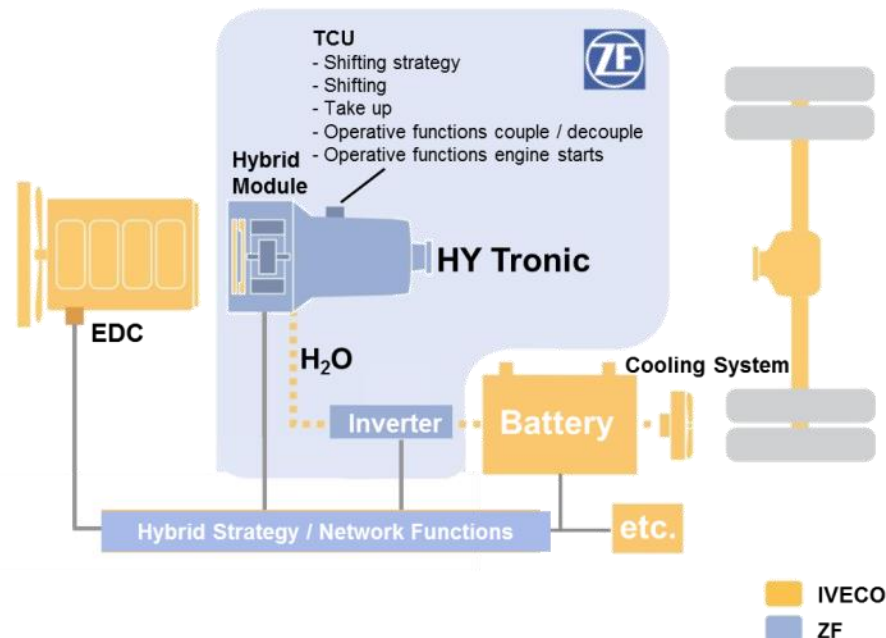 TCU
- Shifting strategy
- Shifting
- Take up
- Operative functions couple / decouple
- Operative functions engine starts
ZF
Hybrid
Module
HY Tronic
EDC
H₂O
Cooling System
Inverter
Battery
Hybrid Strategy / Network Functions
etc.
IVECO
ZF